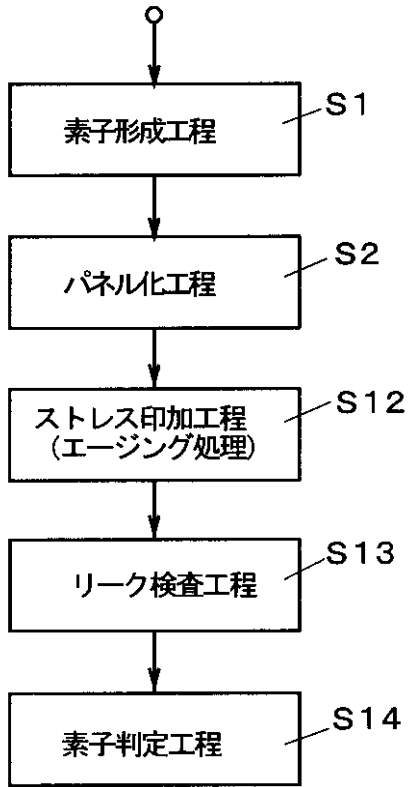 素子形成工程
S1
パネル化工程
S2
ストレス印加工程
(エージング処理)
S12
リーク検査工程
S13
素子判定工程
S14